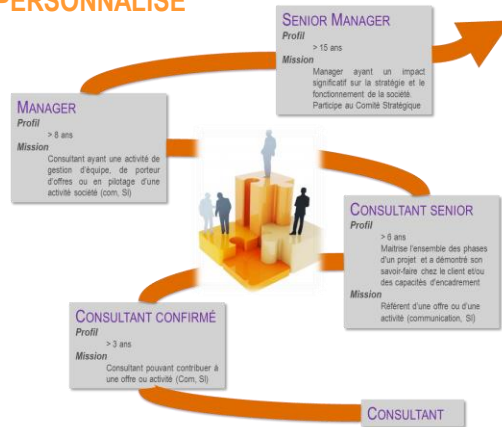 PERSONNALISÉ
SENIOR MANAGER
Profil
> 15 ans
Mission
Manager ayant un impact
significatif sur la stratégie et le
fonctionnement de la société.
Participe au Comité Stratégique
MANAGER
Profil
> 8 ans
Mission
Consultant ayant une activité de
gestion d'équipe, de porteur
d'offres ou en pilotage d'une
activité société (com, SI)
CONSULTANT SENIOR
Profil
> 6 ans
Maitrise l'ensemble des phases
d'un projet et a démontré son
savoir-faire chez le client et/ou
des capacités d'encadrement
Mission
Référent d'une offre ou d'une
activité (communication, SI)
CONSULTANT CONFIRMÉ
Profil
> 3 ans
Mission
Consultant pouvant contribuer à
une offre ou activité (Com, SI)
CONSULTANT